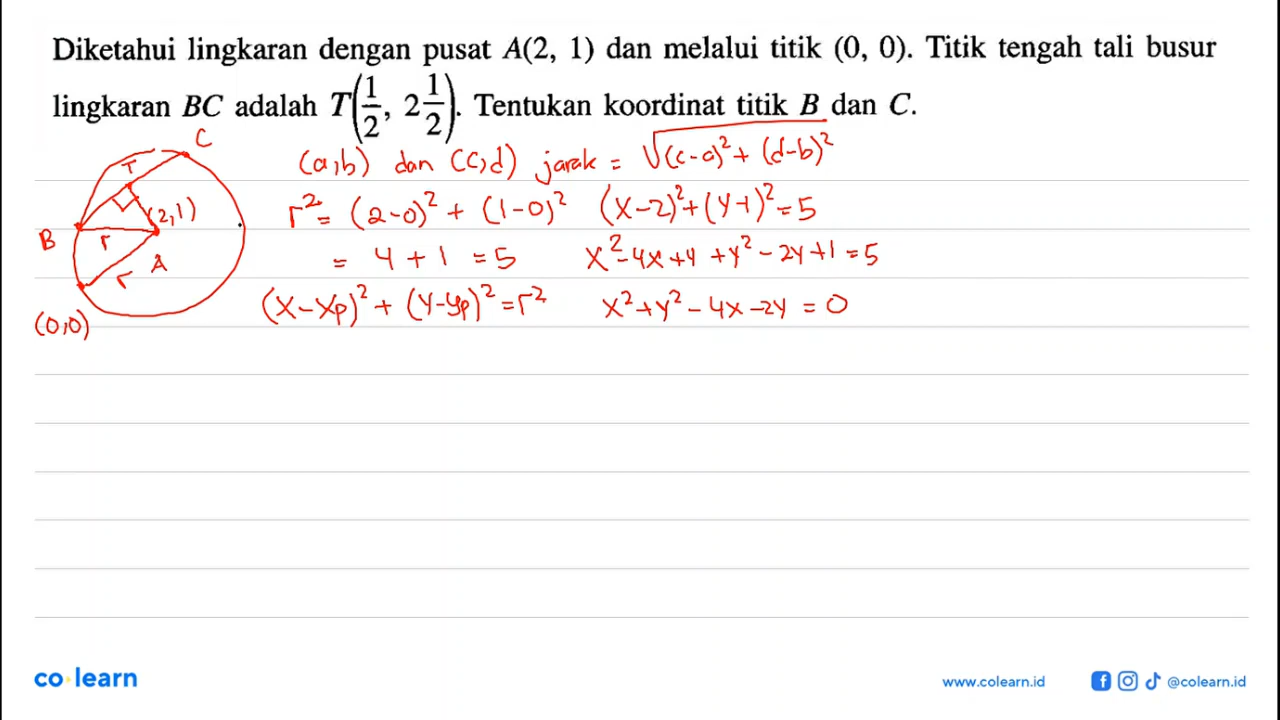 Diketahui lingkaran dengan pusat A(2, 1) dan melalui titik (0, 0). Titik tengah tali busur
lingkaran BC adalah T(1/2, 2 1/2). Tentukan koordinat titik B dan C.
C
T
(2,1)
B
r
A
r
(0,0)
(a,b) dan (c,d) jarak = √(c-a)² + (d-b)²
r² = (2-0)² + (1-0)²
= 4 + 1 = 5
(x-xp)² + (y-yp)² = r²
(x-2)² + (y-1)² = 5
x² - 4x + 4 + y² - 2y + 1 = 5
x² + y² - 4x - 2y = 0
co·learn
www.colearn.id
@colearn.id